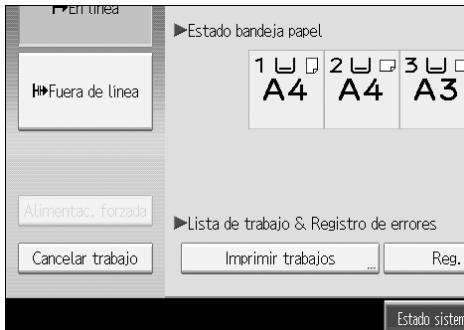 En línea
Fuera de línea
Alimentac. forzada
Cancelar trabajo
Estado bandeja papel
1 2 3
A4 A4 A3
Lista de trabajo & Registro de errores
Imprimir trabajos ...
Reg.
Estado sistem